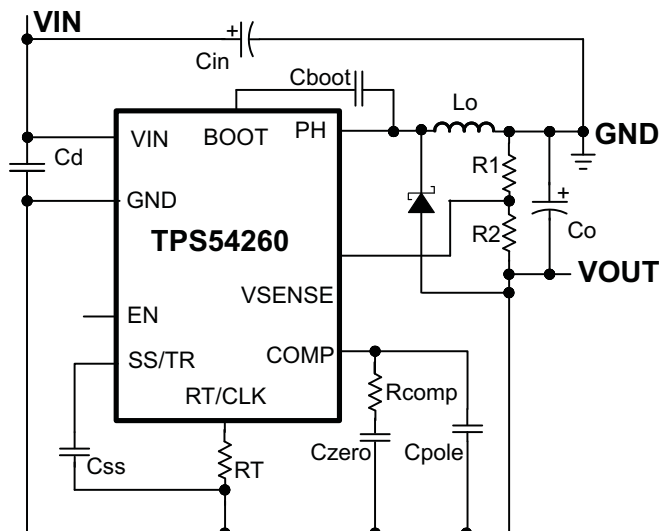 VIN
+
Cin
Cboot
Lo
VIN
BOOT
PH
GND
Cd
R1
GND
+
TPS54260
R2
Co
VOUT
VSENSE
EN
COMP
SS/TR
Rcomp
RT/CLK
Czero
Cpole
Css
RT